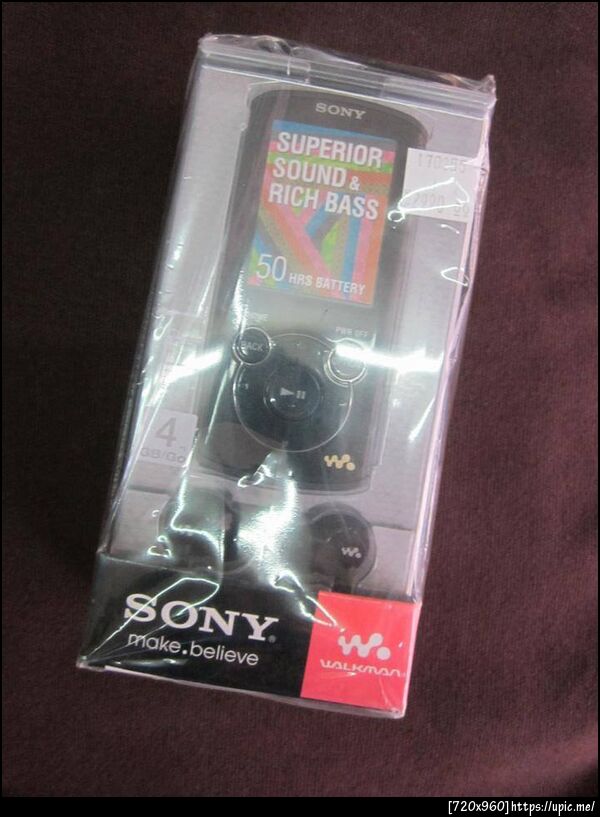 SONY
SUPERIOR
SOUND &
RICH BASS
50 HRS BATTERY
BACK
PWR OFF
4
GB/Go
SONY
make.believe
WALKMAN
[720x960]https://upic.me/